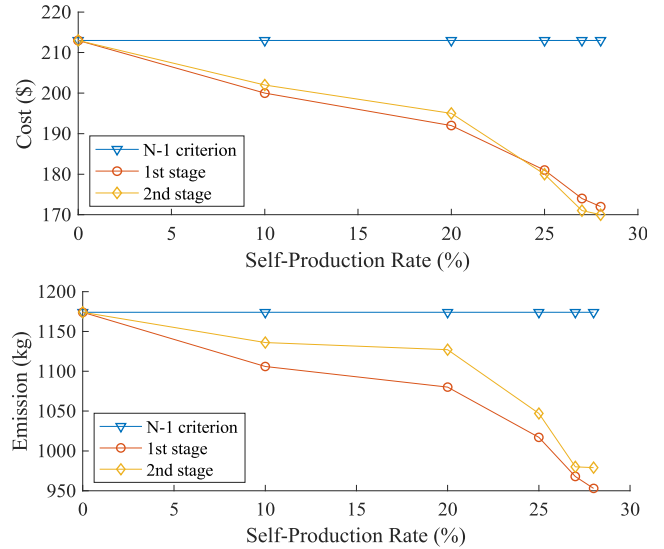 220
210
200
190
180
170
Cost ($)
N-1 criterion
1st stage
2nd stage
0 5 10 15 20 25 30
Self-Production Rate (%)
1200
1150
1100
1050
1000
950
Emission (kg)
N-1 criterion
1st stage
2nd stage
0 5 10 15 20 25 30
Self-Production Rate (%)